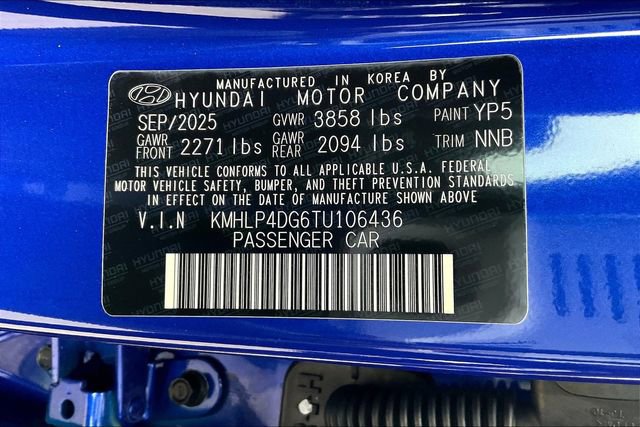 MANUFACTURED IN KOREA BY
HYUNDAI MOTOR COMPANY
SEP/2025 GVWR 3858 lbs PAINT YP5
GAWR FRONT 2271 lbs GAWR REAR 2094 lbs TRIM NNB
THIS VEHICLE CONFORMS TO ALL APPLICABLE U.S.A. FEDERAL
MOTOR VEHICLE SAFETY, BUMPER, AND THEFT PREVENTION STANDARDS
IN EFFECT ON THE DATE OF MANUFACTURE SHOWN ABOVE
V.I.N KMHLP4DG6TU106436
PASSENGER CAR